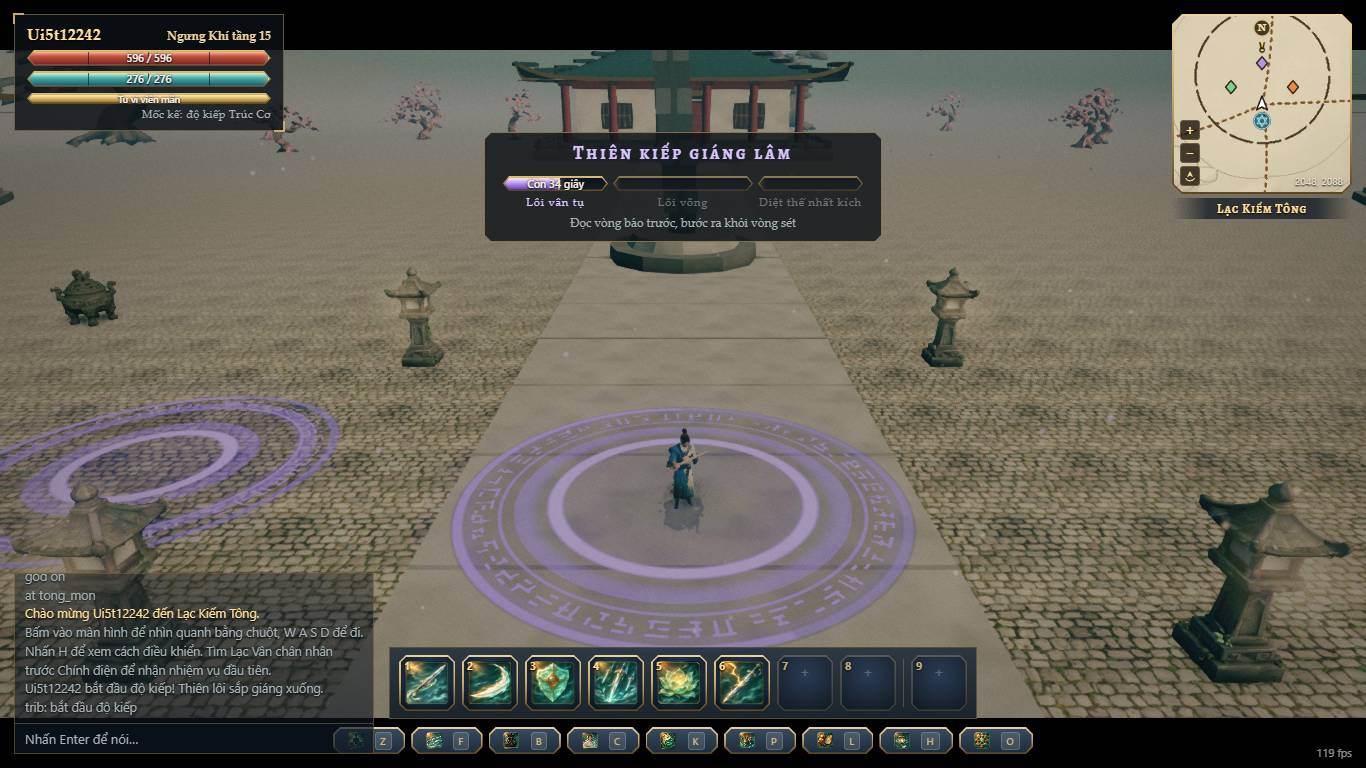 Ui5t12242
Ngưng Khí tầng 15
596 / 596
276 / 276
Tu vi viên mãn
Mốc kế: độ kiếp Trúc Cơ
Thiên kiếp giáng lâm
Còn 34 giây
Lôi vân tụ
Lôi võng
Diệt thế nhất kích
Đọc vòng báo trước, bước ra khỏi vòng sét
N
+
−
2048, 2088
Lạc Kiếm Tông
god on
at tong_mon
Chào mừng Ui5t12242 đến Lạc Kiếm Tông.
Bấm vào màn hình để nhìn quanh bằng chuột, W A S D để đi.
Nhấn H để xem cách điều khiển. Tìm Lạc Vân chân nhân
trước Chính điện để nhận nhiệm vụ đầu tiên.
Ui5t12242 bắt đầu độ kiếp! Thiên lôi sắp giáng xuống.
trib: bắt đầu độ kiếp
Nhấn Enter để nói...
1 2 3 4 5 6 7 8 9
+ + +
Z F B C K P L H O
119 fps